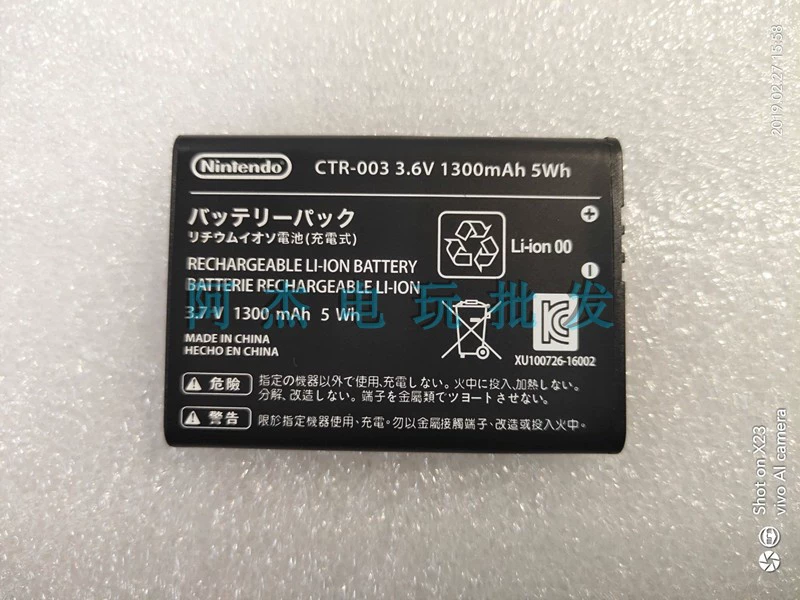 Nintendo
CTR-003 3.6V 1300mAh 5Wh
バッテリーパック
リチウムイオソ電池(充電式)
Li-ion 00
RECHARGEABLE LI-ION BATTERY
BATTERIE RECHARGEABLE LI-ION
阿杰电玩批发
3.7 V 1300 mAh 5 Wh
MADE IN CHINA
HECHO EN CHINA
XU100726-16002
危險 指定の機器以外で使用、充電しない。火中に投入、加熱しない。
分解、改造しない。端子を金属類でツヨートさせない。
警告 限於指定機器使用、充電。勿以金屬接觸端子、改造或投入火中。
2019.02.27 15:58
Shot on X23
vivo AI camera